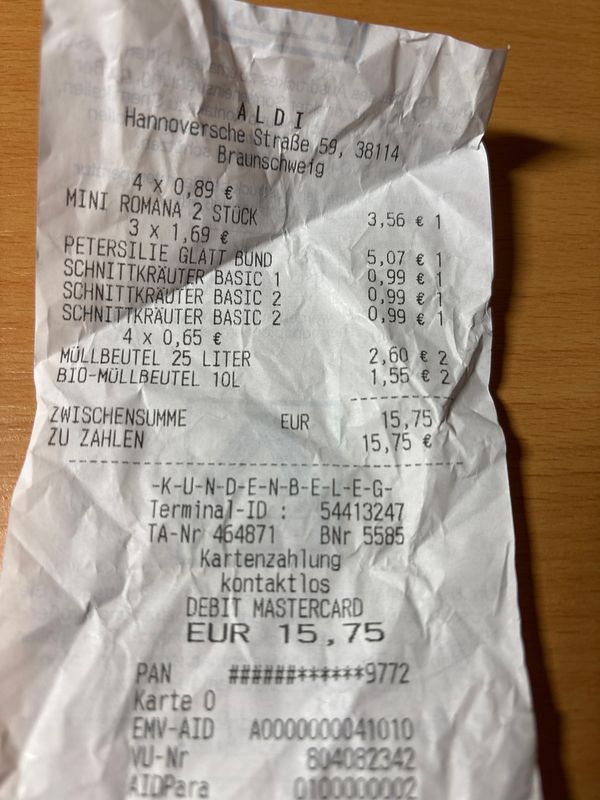 ALDI
Hannoversche Straße 59, 38114
Braunschweig
4 x 0,89 €
MINI ROMANA 2 STÜCK 3,56 € 1
3 x 1,69 €
PETERSILIE GLATT BUND 5,07 € 1
SCHNITTKRÄUTER BASIC 1 0,99 € 1
SCHNITTKRÄUTER BASIC 2 0,99 € 1
SCHNITTKRÄUTER BASIC 2 0,99 € 1
4 x 0,65 €
MÜLLBEUTEL 25 LITER 2,60 € 2
BIO-MÜLLBEUTEL 10L 1,55 € 2
ZWISCHENSUMME EUR 15,75
ZU ZAHLEN 15,75 €
-K-U-N-D-E-N-B-E-L-E-G-
Terminal-ID : 54413247
TA-Nr 464871 BNr 5585
Kartenzahlung
kontaktlos
DEBIT MASTERCARD
EUR 15,75
PAN ######******9772
Karte 0
EMV-AID A0000000041010
VU-Nr 804082342
AIDPara 0100000002